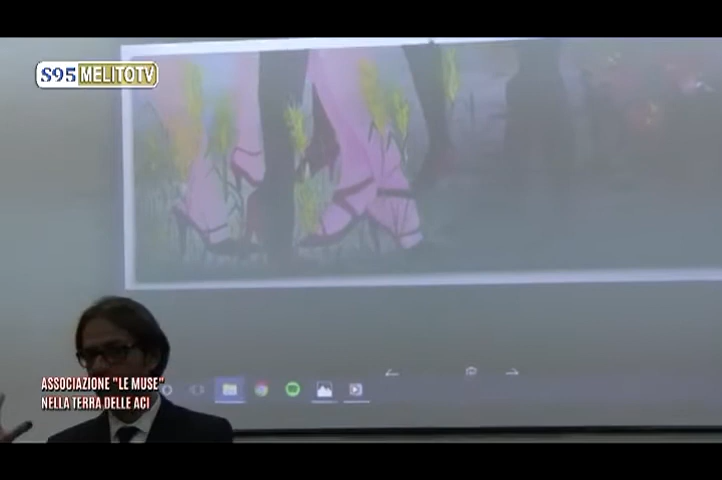 S95 MELITOTV
ASSOCIAZIONE "LE MUSE"
NELLA TERRA DELLE ACI